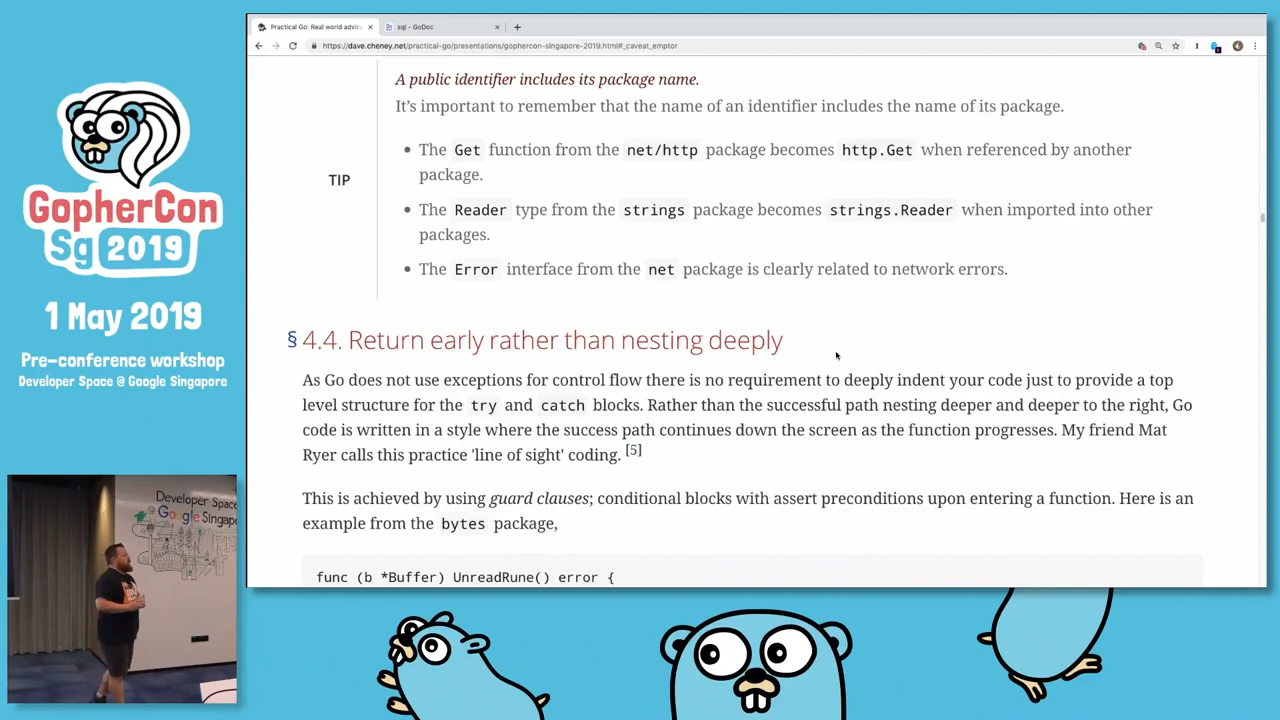 Practical Go: Real world advic
sql - GoDoc
https://dave.cheney.net/practical-go/presentations/gophercon-singapore-2019.html#_caveat_emptor
A public identifier includes its package name.
It's important to remember that the name of an identifier includes the name of its package.
• The Get function from the net/http package becomes http.Get when referenced by another
package.
TIP
• The Reader type from the strings package becomes strings.Reader when imported into other
packages.
• The Error interface from the net package is clearly related to network errors.
§ 4.4. Return early rather than nesting deeply
As Go does not use exceptions for control flow there is no requirement to deeply indent your code just to provide a top
level structure for the try and catch blocks. Rather than the successful path nesting deeper and deeper to the right, Go
code is written in a style where the success path continues down the screen as the function progresses. My friend Mat
Ryer calls this practice 'line of sight' coding. [5]
This is achieved by using guard clauses; conditional blocks with assert preconditions upon entering a function. Here is an
example from the bytes package,
func (b *Buffer) UnreadRune() error {
GopherCon
Sg 2019
1 May 2019
Pre-conference workshop
Developer Space @ Google Singapore
Developer Space
@ Google Singap